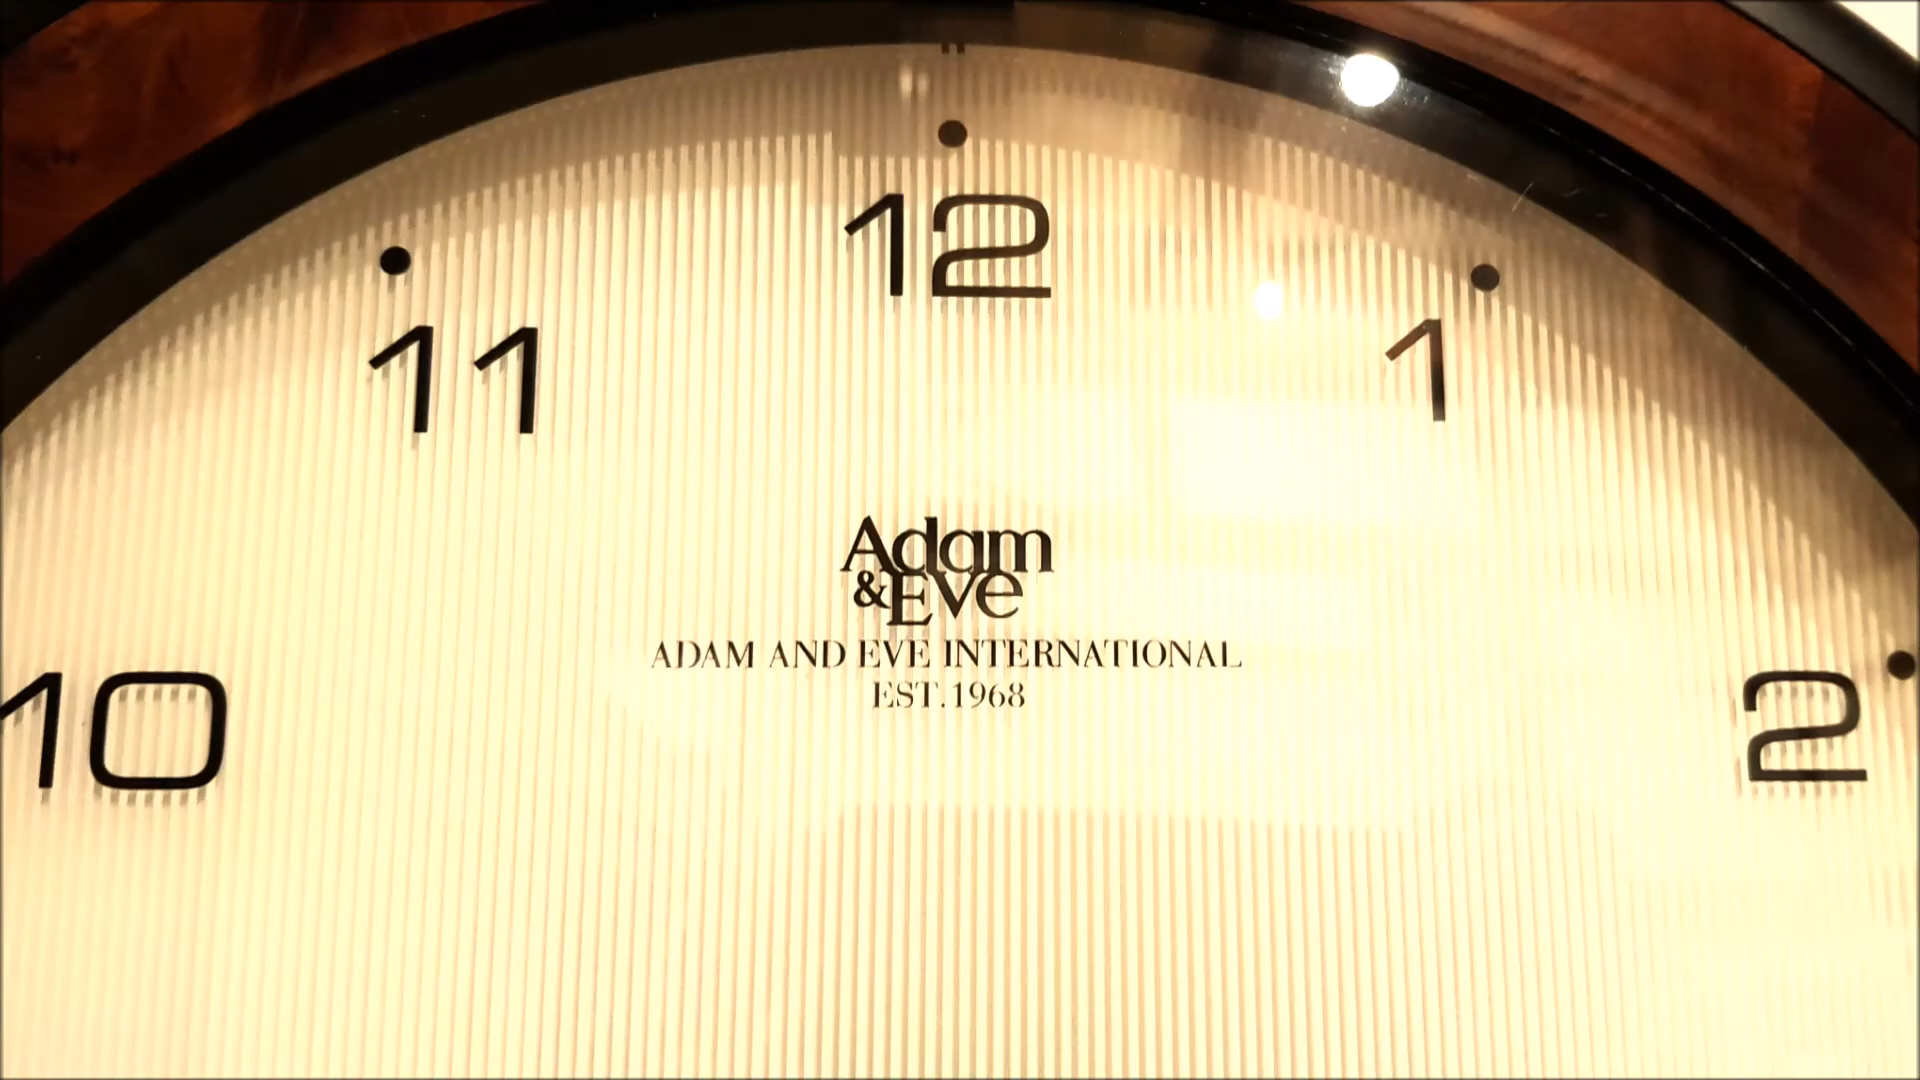 12
11
1
Adam
&Eve
ADAM AND EVE INTERNATIONAL
EST.1968
10
2